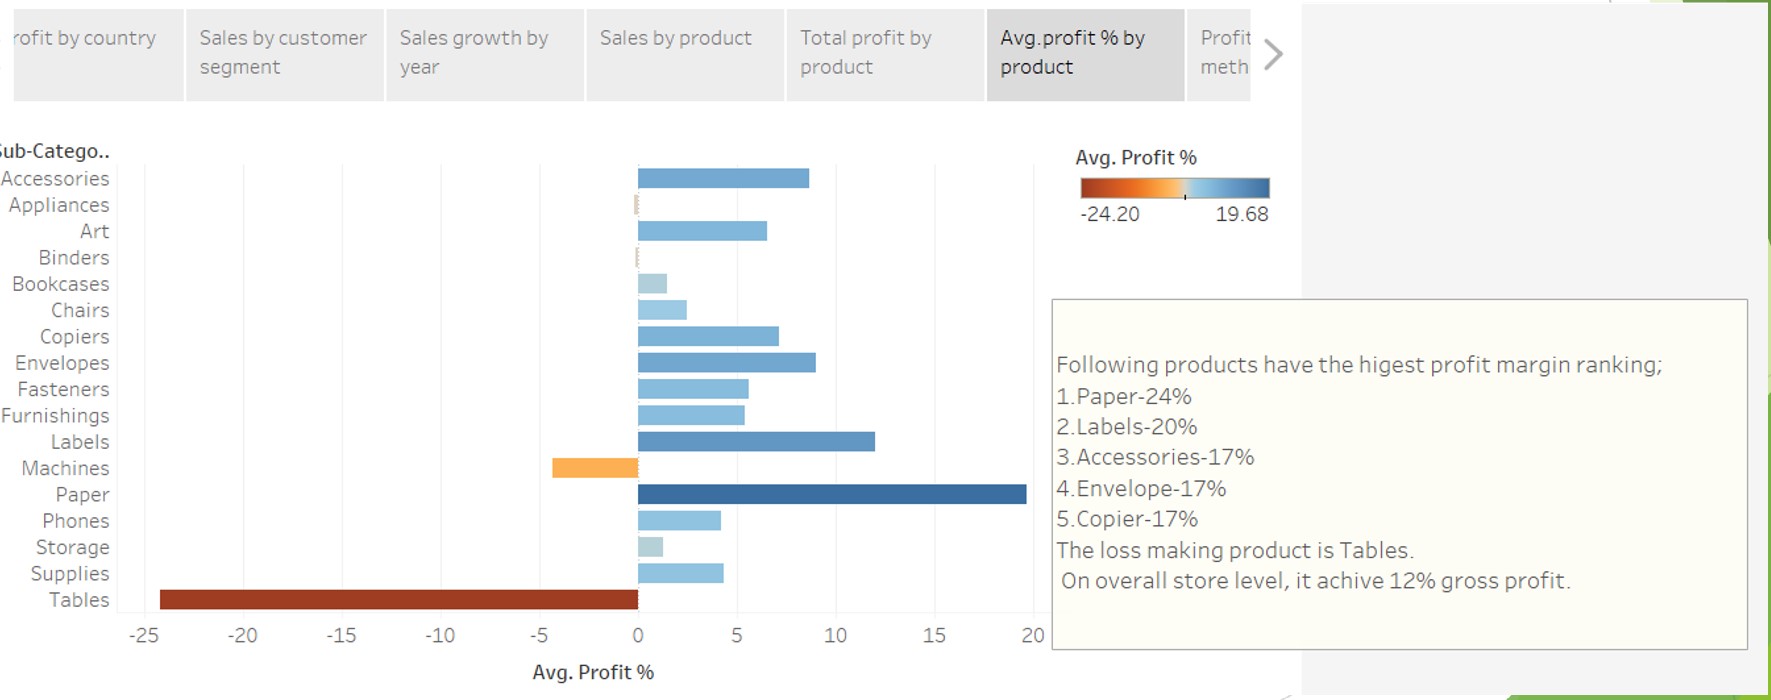 rofit by country
Sales by customer
segment
Sales growth by
year
Sales by product
Total profit by
product
Avg.profit % by
product
Profit
meth
Sub-Catego..
Accessories
Appliances
Art
Binders
Bookcases
Chairs
Copiers
Envelopes
Fasteners
Furnishings
Labels
Machines
Paper
Phones
Storage
Supplies
Tables
-25 -20 -15 -10 -5 0 5 10 15 20
Avg. Profit %
Avg. Profit %
-24.20 19.68
Following products have the higest profit margin ranking;
1.Paper-24%
2.Labels-20%
3.Accessories-17%
4.Envelope-17%
5.Copier-17%
The loss making product is Tables.
On overall store level, it achive 12% gross profit.